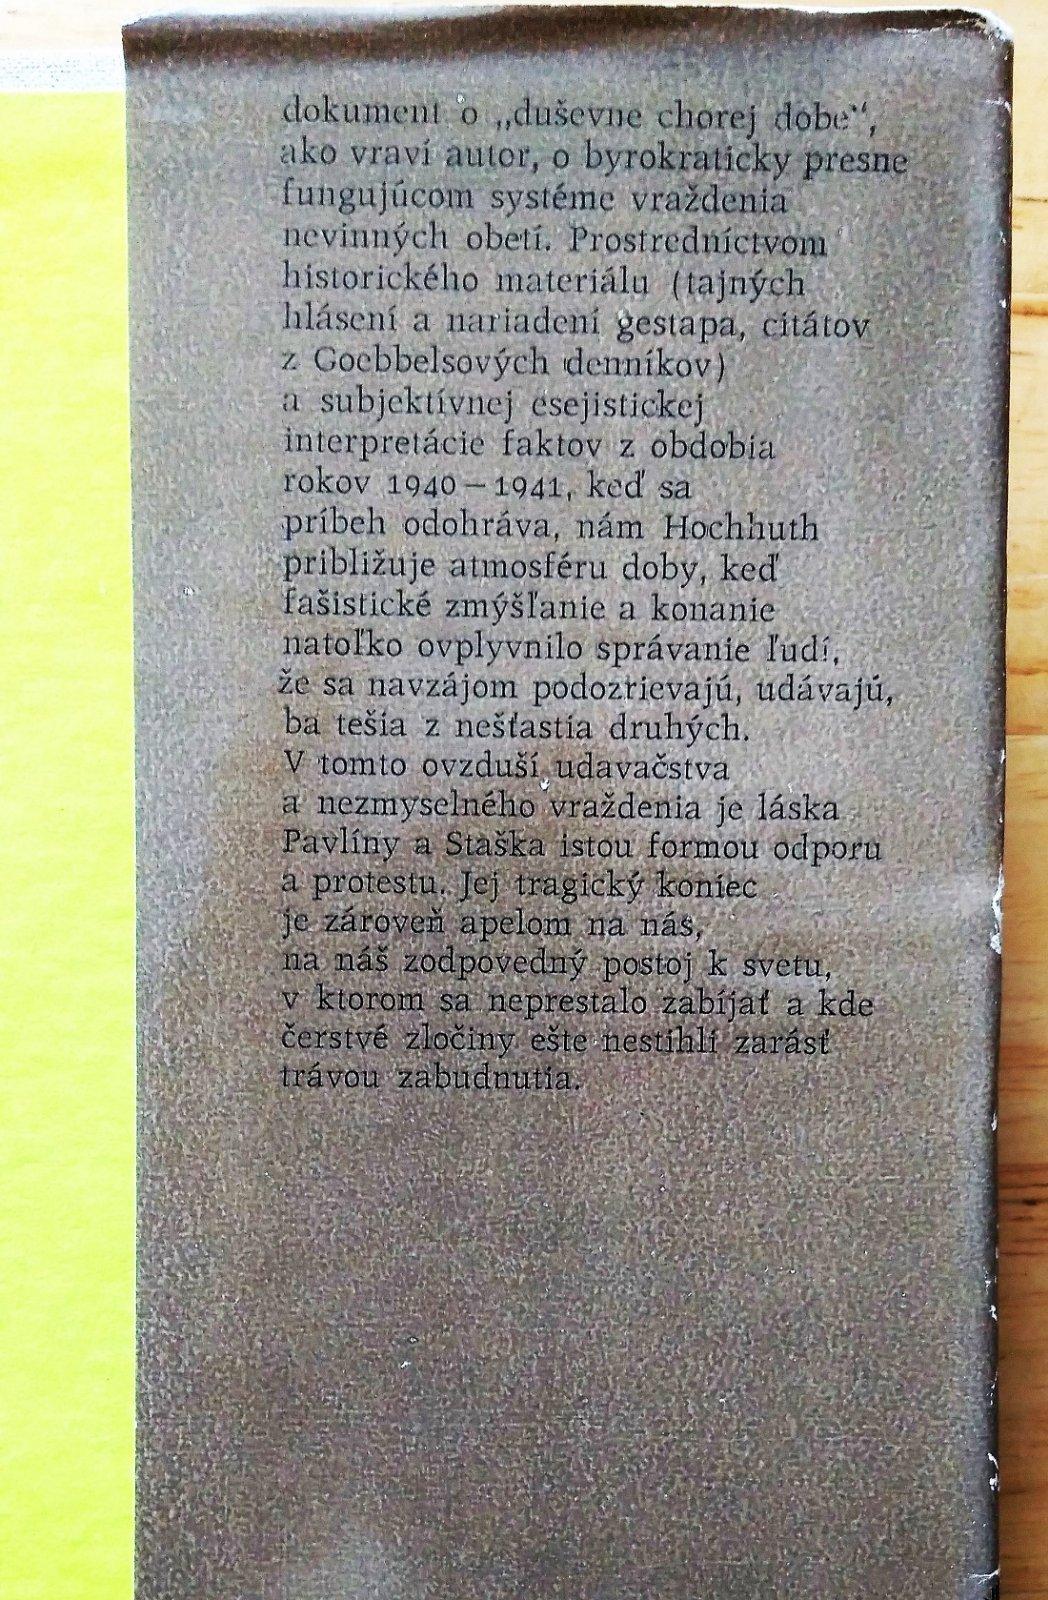 dokument o „duševne chorej dobe“,
ako vraví autor, o byrokraticky presne
fungujúcom systéme vraždenia
nevinných obetí. Prostredníctvom
historického materiálu (tajných
hlásení a nariadení gestapa, citátov
z Goebbelsových denníkov)
a subjektívnej esejistickej
interpretácie faktov z obdobia
rokov 1940–1941, keď sa
príbeh odohráva, nám Hochhuth
približuje atmosféru doby, keď
fašistické zmýšľanie a konanie
natoľko ovplyvnilo správanie ľudí,
že sa navzájom podozrievajú, udávajú,
ba tešia z nešťastia druhých.
V tomto ovzduší udavačstva
a nezmyselného vraždenia je láska
Pavlíny a Staška istou formou odporu
a protestu. Jej tragický koniec
je zároveň apelom na nás,
na náš zodpovedný postoj k svetu,
v ktorom sa neprestalo zabíjať a kde
čerstvé zločiny ešte nestihli zarásť
trávou zabudnutia.